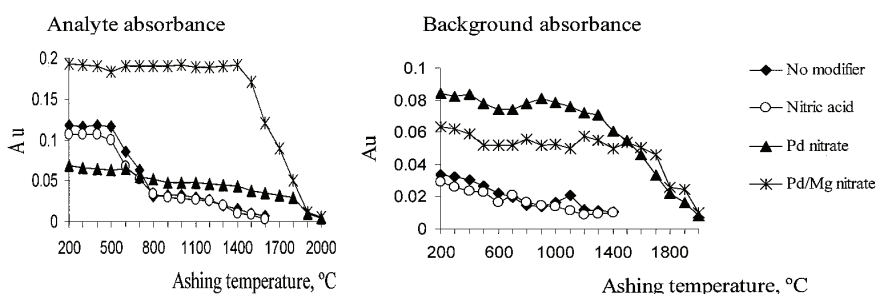 Analyte absorbance
0.2
0.15
0.1
0.05
0
Au
200 500 800 1100 1400 1700 2000
Ashing temperature, ºC
Background absorbance
0.1
0.08
0.06
0.04
0.02
0
Au
200 600 1000 1400 1800
Ashing temperature, ºC
No modifier
Nitric acid
Pd nitrate
Pd/Mg nitrate